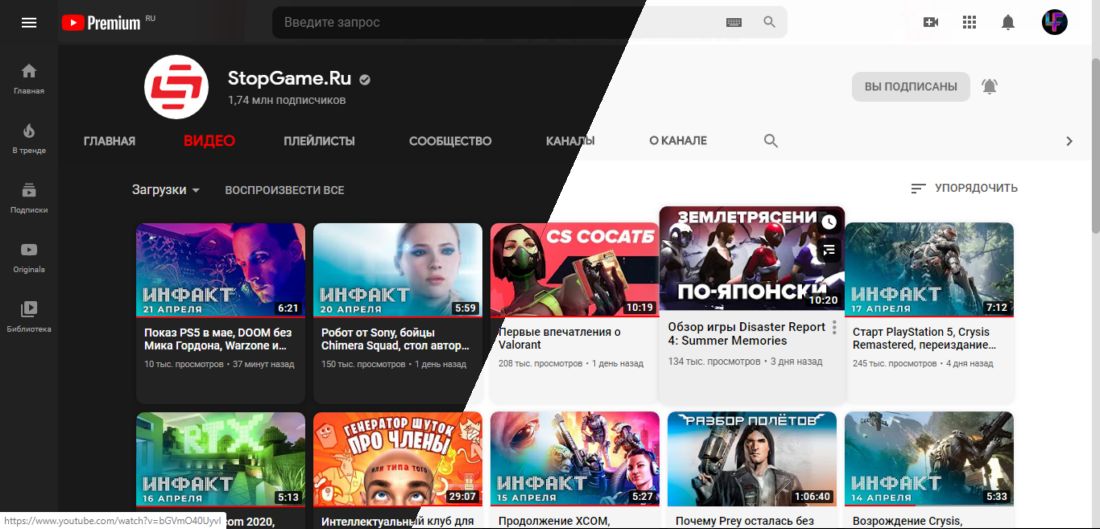 Premium RU
Введите запрос
Главная
В тренде
Подписки
Originals
Библиотека
StopGame.Ru
1,74 млн подписчиков
ВЫ ПОДПИСАНЫ
ГЛАВНАЯ ВИДЕО ПЛЕЙЛИСТЫ СООБЩЕСТВО КАНАЛЫ О КАНАЛЕ
Загрузки ВОСПРОИЗВЕСТИ ВСЕ УПОРЯДОЧИТЬ
ИНФАКТ
21 АПРЕЛЯ
6:21
Показ PS5 в мае, DOOM без
Мика Гордона, Warzone и...
10 тыс. просмотров • 37 минут назад
ИНФАКТ
20 АПРЕЛЯ
5:59
Робот от Sony, бойцы
Chimera Squad, стол автор...
150 тыс. просмотров • 1 день назад
CS СОСАТЬ
10:19
Первые впечатления о
Valorant
208 тыс. просмотров • 1 день назад
ЗЕМЛЕТРЯСЕНИ
ПО-ЯПОНСКИ
10:20
Обзор игры Disaster Report
4: Summer Memories
134 тыс. просмотров • 3 дня назад
ИНФАКТ
17 АПРЕЛЯ
7:12
Старт PlayStation 5, Crysis
Remastered, переиздание...
245 тыс. просмотров • 4 дня назад
RTX
ИНФАКТ
16 АПРЕЛЯ
5:13
com 2020,
ГЕНЕРАТОР ШУТОК
ПРО ЧЛЕНЫ
ИЛИ ТИПА ТОГО
29:07
Интеллектуальный клуб для
ИНФАКТ
15 АПРЕЛЯ
5:27
Продолжение XCOM,
РАЗБОР ПОЛЁТОВ
1:06:40
Почему Prey осталась без
ИНФАКТ
14 АПРЕЛЯ
5:33
Возрождение Crysis,
https://www.youtube.com/watch?v=bGVmO40UyvI